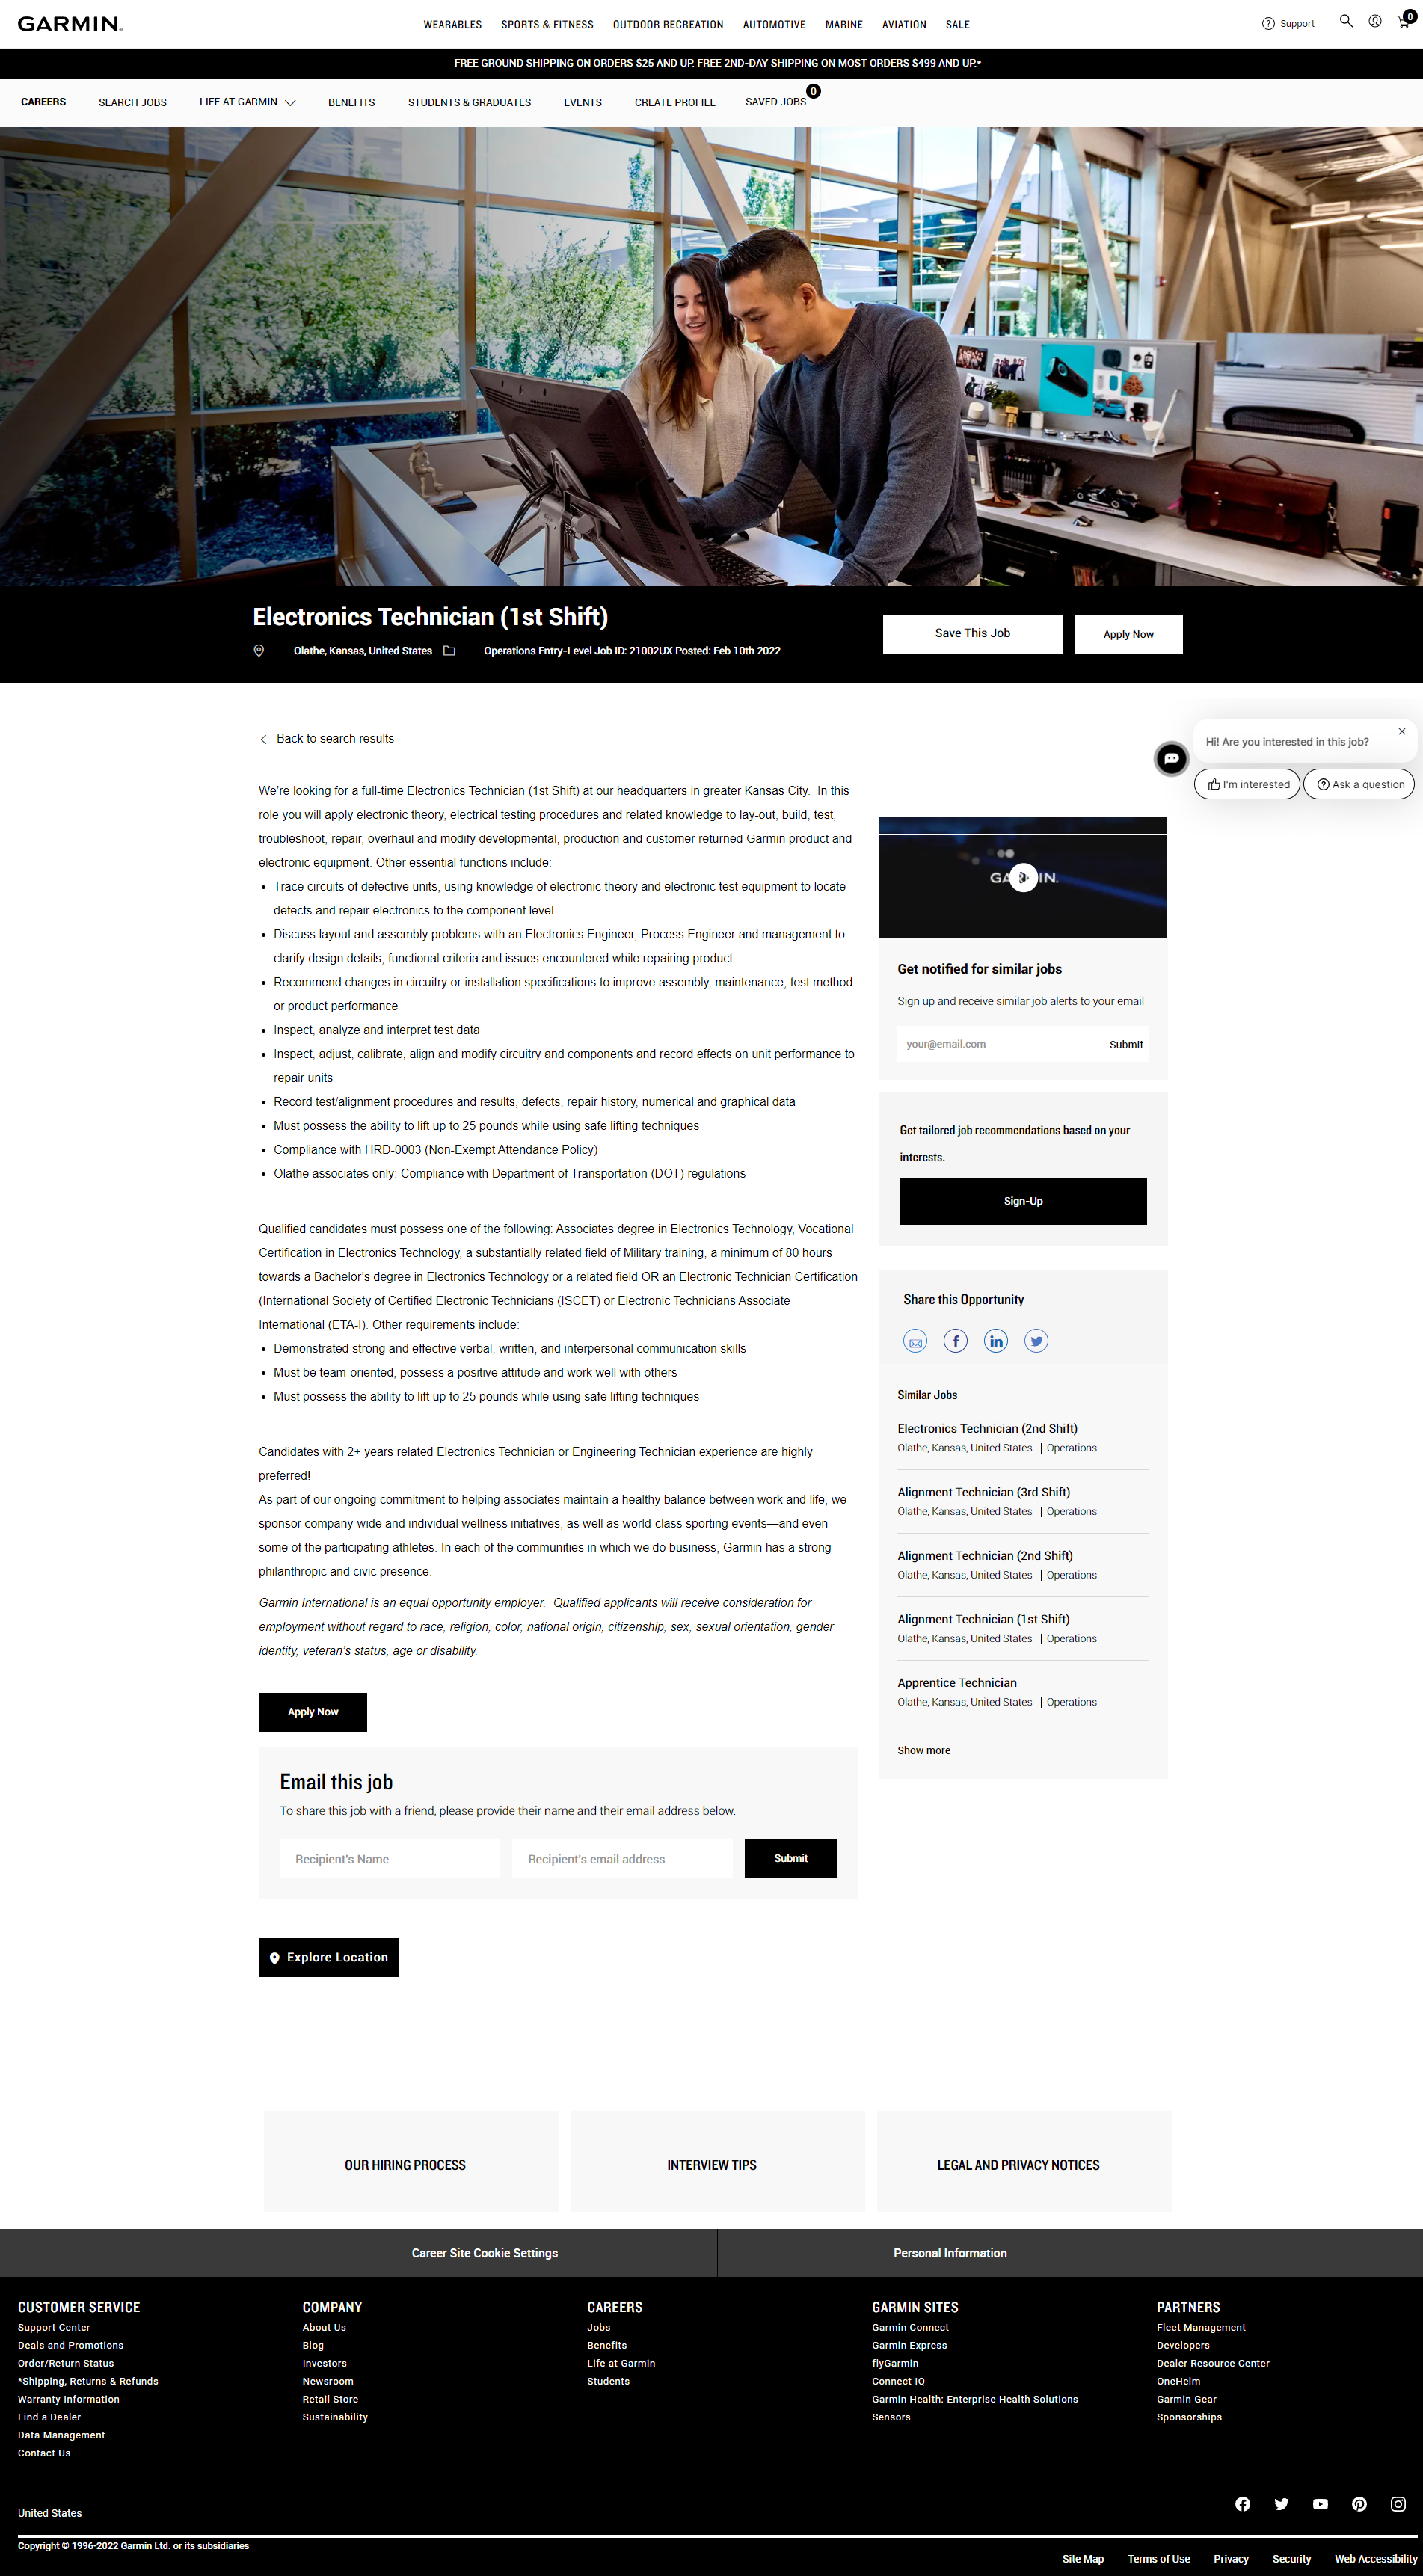 GARMIN.
WEARABLES SPORTS & FITNESS OUTDOOR RECREATION AUTOMOTIVE MARINE AVIATION SALE
Support
0
FREE GROUND SHIPPING ON ORDERS $25 AND UP. FREE 2ND-DAY SHIPPING ON MOST ORDERS $499 AND UP.*
CAREERS SEARCH JOBS LIFE AT GARMIN BENEFITS STUDENTS & GRADUATES EVENTS CREATE PROFILE SAVED JOBS 0
Electronics Technician (1st Shift)
Olathe, Kansas, United States Operations Entry-Level Job ID: 21002UX Posted: Feb 10th 2022
Save This Job
Apply Now
Back to search results
Hi! Are you interested in this job?
I'm interested
Ask a question
We're looking for a full-time Electronics Technician (1st Shift) at our headquarters in greater Kansas City. In this
role you will apply electronic theory, electrical testing procedures and related knowledge to lay-out, build, test,
troubleshoot, repair, overhaul and modify developmental, production and customer returned Garmin product and
electronic equipment. Other essential functions include:
• Trace circuits of defective units, using knowledge of electronic theory and electronic test equipment to locate
defects and repair electronics to the component level
• Discuss layout and assembly problems with an Electronics Engineer, Process Engineer and management to
clarify design details, functional criteria and issues encountered while repairing product
• Recommend changes in circuitry or installation specifications to improve assembly, maintenance, test method
or product performance
• Inspect, analyze and interpret test data
• Inspect, adjust, calibrate, align and modify circuitry and components and record effects on unit performance to
repair units
• Record test/alignment procedures and results, defects, repair history, numerical and graphical data
• Must possess the ability to lift up to 25 pounds while using safe lifting techniques
• Compliance with HRD-0003 (Non-Exempt Attendance Policy)
• Olathe associates only: Compliance with Department of Transportation (DOT) regulations
Qualified candidates must possess one of the following: Associates degree in Electronics Technology, Vocational
Certification in Electronics Technology, a substantially related field of Military training, a minimum of 80 hours
towards a Bachelor's degree in Electronics Technology or a related field OR an Electronic Technician Certification
(International Society of Certified Electronic Technicians (ISCET) or Electronic Technicians Associate
International (ETA-I). Other requirements include:
• Demonstrated strong and effective verbal, written, and interpersonal communication skills
• Must be team-oriented, possess a positive attitude and work well with others
• Must possess the ability to lift up to 25 pounds while using safe lifting techniques
Candidates with 2+ years related Electronics Technician or Engineering Technician experience are highly
preferred!
As part of our ongoing commitment to helping associates maintain a healthy balance between work and life, we
sponsor company-wide and individual wellness initiatives, as well as world-class sporting events—and even
some of the participating athletes. In each of the communities in which we do business, Garmin has a strong
philanthropic and civic presence.
Garmin International is an equal opportunity employer. Qualified applicants will receive consideration for
employment without regard to race, religion, color, national origin, citizenship, sex, sexual orientation, gender
identity, veteran's status, age or disability.
Apply Now
Email this job
To share this job with a friend, please provide their name and their email address below.
Recipient's Name
Recipient's email address
Submit
Explore Location
Get notified for similar jobs
Sign up and receive similar job alerts to your email
your@email.com
Submit
Get tailored job recommendations based on your
interests.
Sign-Up
Share this Opportunity
Similar Jobs
Electronics Technician (2nd Shift)
Olathe, Kansas, United States | Operations
Alignment Technician (3rd Shift)
Olathe, Kansas, United States | Operations
Alignment Technician (2nd Shift)
Olathe, Kansas, United States | Operations
Alignment Technician (1st Shift)
Olathe, Kansas, United States | Operations
Apprentice Technician
Olathe, Kansas, United States | Operations
Show more
OUR HIRING PROCESS
INTERVIEW TIPS
LEGAL AND PRIVACY NOTICES
Career Site Cookie Settings
Personal Information
CUSTOMER SERVICE
Support Center
Deals and Promotions
Order/Return Status
*Shipping, Returns & Refunds
Warranty Information
Find a Dealer
Data Management
Contact Us
COMPANY
About Us
Blog
Investors
Newsroom
Retail Store
Sustainability
CAREERS
Jobs
Benefits
Life at Garmin
Students
GARMIN SITES
Garmin Connect
Garmin Express
flyGarmin
Connect IQ
Garmin Health: Enterprise Health Solutions
Sensors
PARTNERS
Fleet Management
Developers
Dealer Resource Center
OneHelm
Garmin Gear
Sponsorships
United States
Copyright © 1996-2022 Garmin Ltd. or its subsidiaries
Site Map Terms of Use Privacy Security Web Accessibility